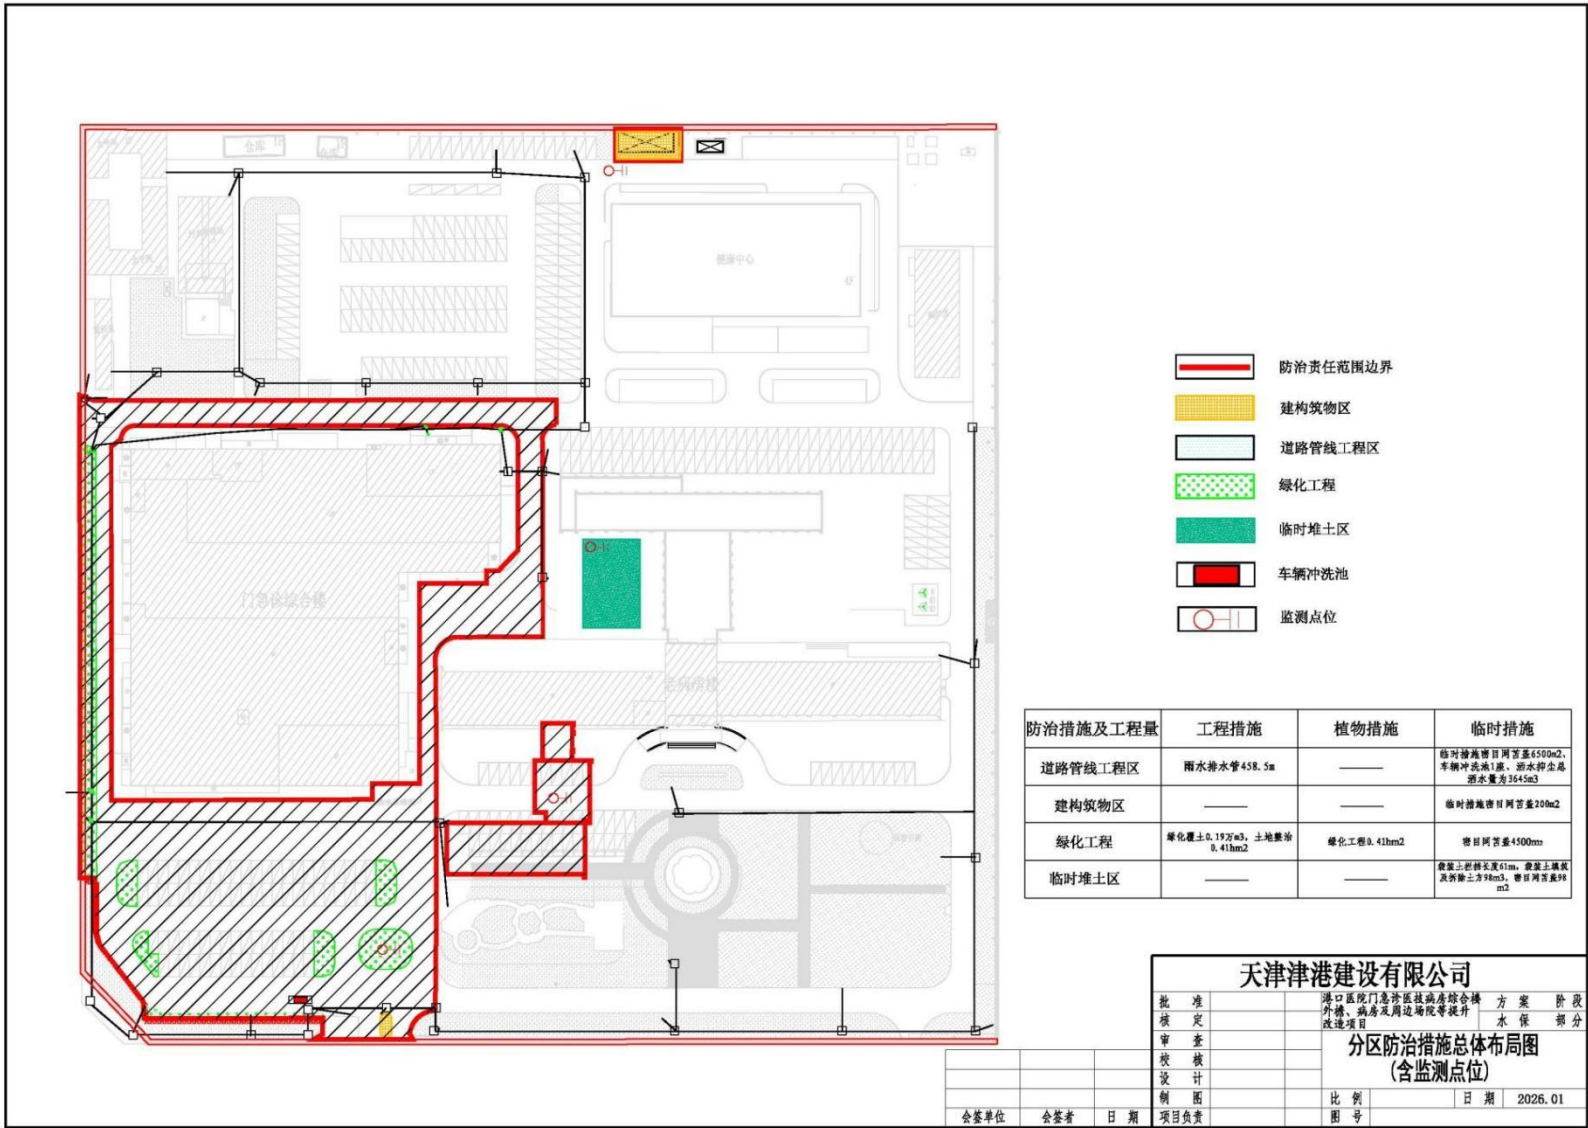 仓库
仓库
健康中心
门急诊综合楼
老病房楼
防治责任范围边界
建构筑物区
道路管线工程区
绿化工程
临时堆土区
车辆冲洗池
监测点位
防治措施及工程量 工程措施 植物措施 临时措施
道路管线工程区 雨水排水管458.5m —— 临时措施密目网苫盖6500m2、
车辆冲洗池1座、洒水抑尘总
洒水量为3645m3
建构筑物区 —— —— 临时措施密目网苫盖200m2
绿化工程 绿化覆土0.19万m3，土地整治
0.41hm2 绿化工程0.41hm2 密目网苫盖4500m2
临时堆土区 —— —— 袋装土拦挡长度61m，袋装土填筑
及拆除土方98m3，密目网苫盖98
m2
天津津港建设有限公司
批准
核定
审查
校核
设计
制图
项目负责
港口医院门急诊医技病房综合楼
外檐、病房及周边场院等提升
改造项目
方案 阶段
水保 部分
分区防治措施总体布局图
(含监测点位)
比例 日期 2026.01
图号
会签单位 会签者 日期